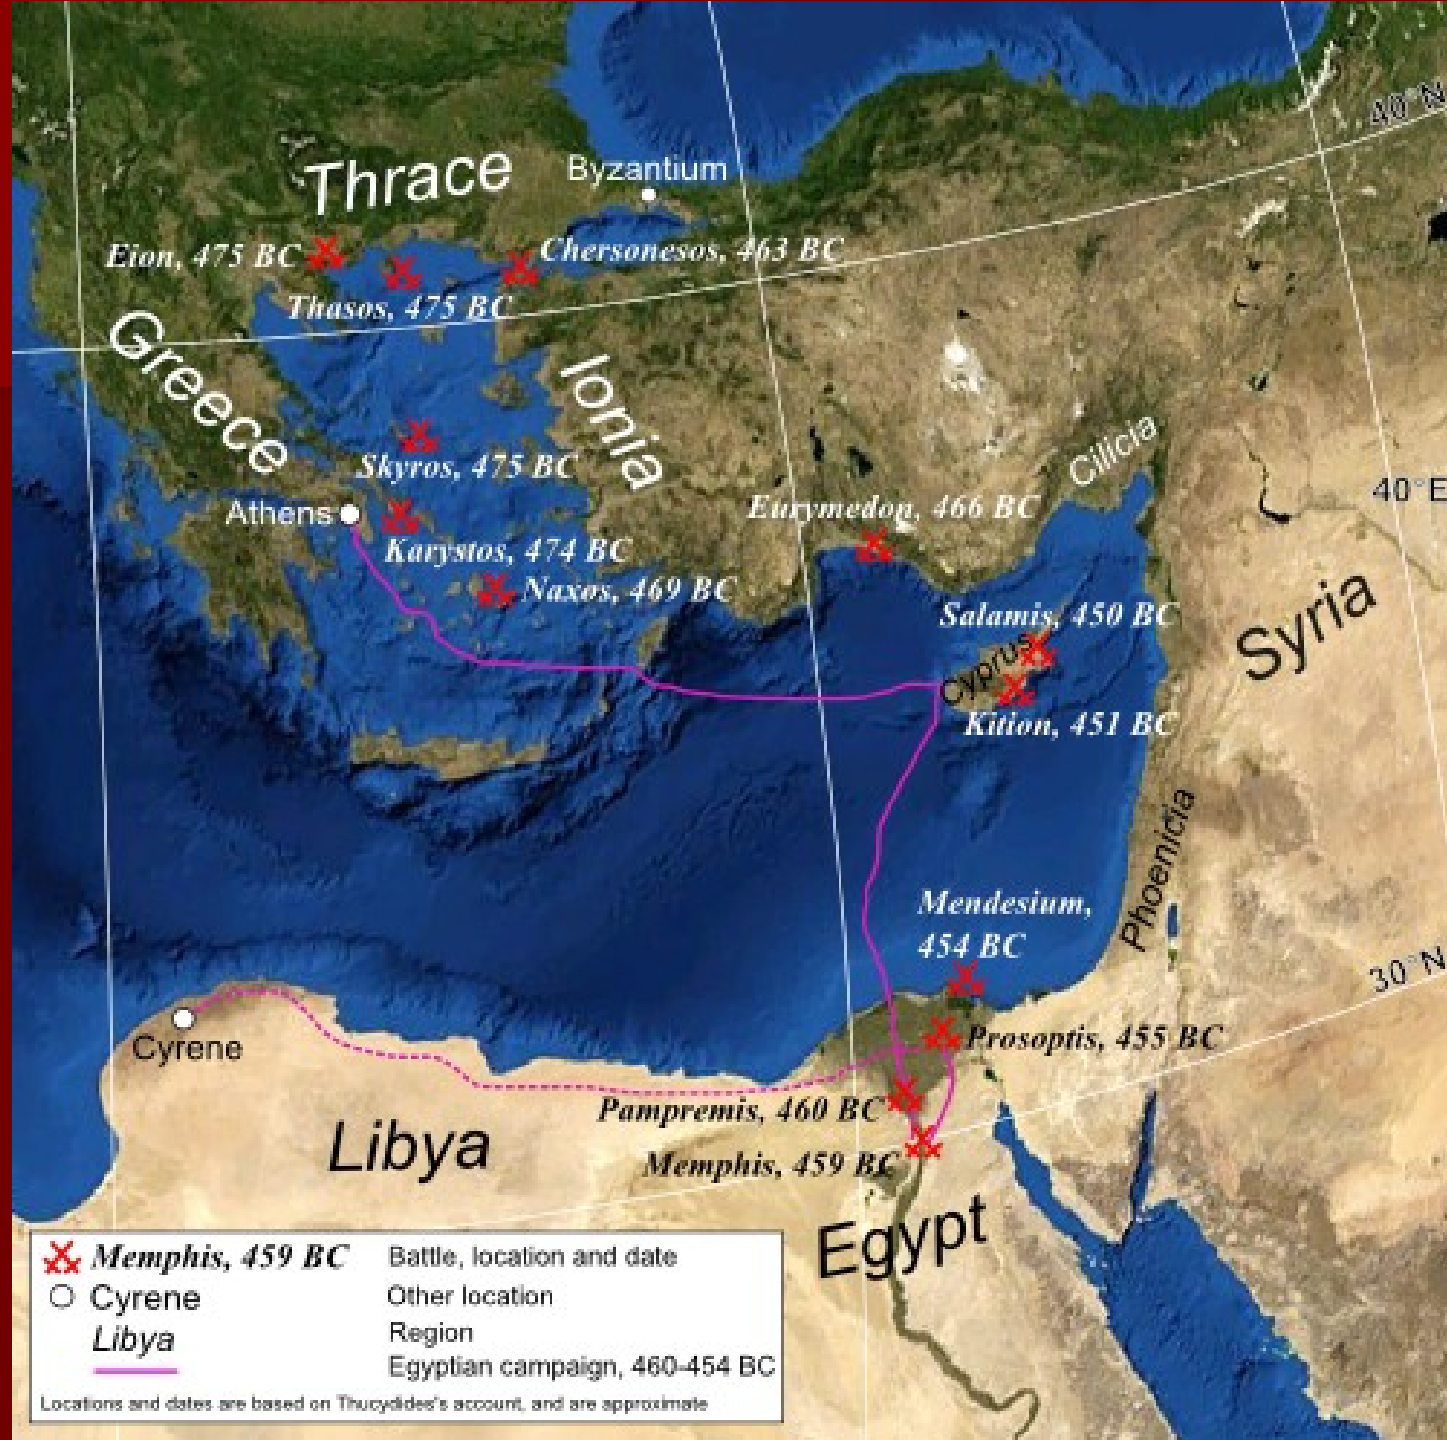 40°N
Thrace
Byzantium
Eion, 475 BC
Chersonesos, 463 BC
Thasos, 475 BC
Greece
Ionia
Cilicia
Skyros, 475 BC
40°E
Athens
Eurymedon, 466 BC
Karystos, 474 BC
Naxos, 469 BC
Syria
Salamis, 450 BC
Cyprus
Kition, 451 BC
Phoenicia
Mendesium,
454 BC
30°N
Cyrene
Prosoptis, 455 BC
Pampremis, 460 BC
Libya
Memphis, 459 BC
Egypt
Memphis, 459 BC Battle, location and date
Cyrene Other location
Libya Region
Egyptian campaign, 460-454 BC
Locations and dates are based on Thucydides's account, and are approximate